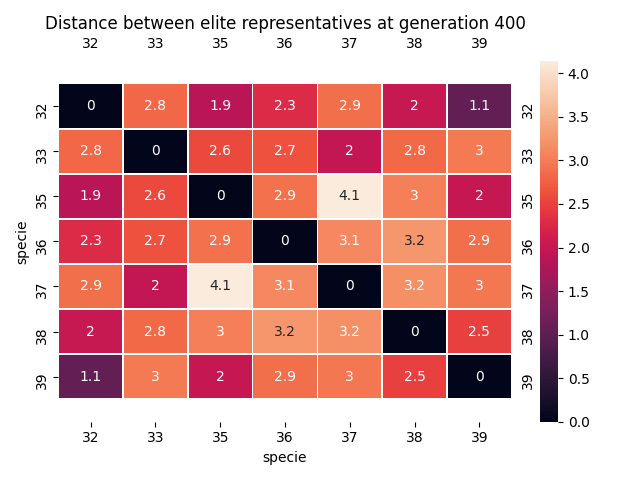 Distance between elite representatives at generation 400
32 33 35 36 37 38 39
32 0 2.8 1.9 2.3 2.9 2 1.1 32
33 2.8 0 2.6 2.7 2 2.8 3 33
35 1.9 2.6 0 2.9 4.1 3 2 35
36 2.3 2.7 2.9 0 3.1 3.2 2.9 36
37 2.9 2 4.1 3.1 0 3.2 3 37
38 2 2.8 3 3.2 3.2 0 2.5 38
39 1.1 3 2 2.9 3 2.5 0 39
32 33 35 36 37 38 39
specie
specie
4.0
3.5
3.0
2.5
2.0
1.5
1.0
0.5
0.0